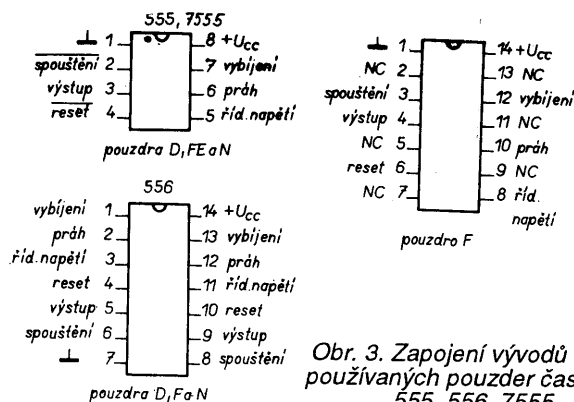 555, 7555
1 8 +Ucc
spouštění 2 7 vybíjení
výstup 3 6 práh
reset 4 5 říd. napětí
pouzdra D, FE a N
1 14 +Ucc
NC 2 13 NC
spouštění 3 12 vybíjení
výstup 4 11 NC
NC 5 10 práh
reset 6 9 NC
NC 7 8 říd.
napětí
pouzdro F
556
vybíjení 1 14 +Ucc
práh 2 13 vybíjení
říd. napětí 3 12 práh
reset 4 11 říd. napětí
výstup 5 10 reset
spouštění 6 9 výstup
7 8 spouštění
pouzdra D, F a N
Obr. 3. Zapojení vývodů
používaných pouzder čas
555, 556, 7555